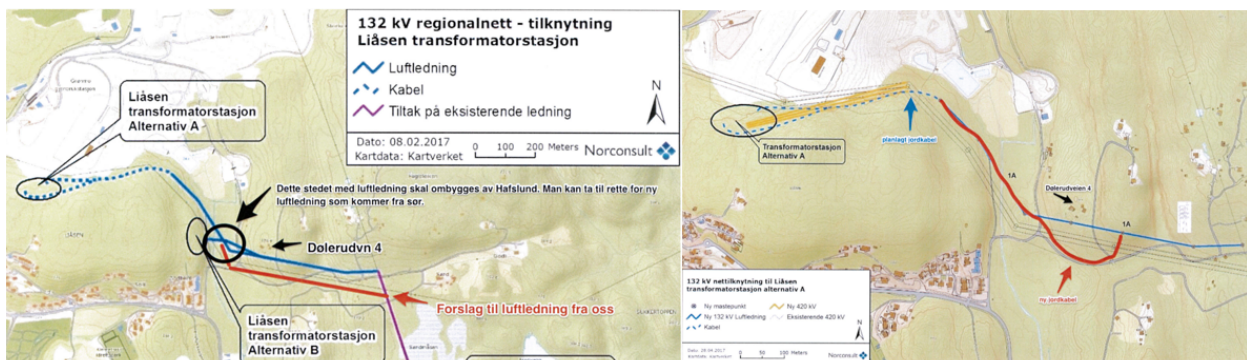 132 kV regionalnett - tilknytning
Liåsen transformatorstasjon
Luftledning
Kabel
Tiltak på eksisterende ledning
N
Dato: 08.02.2017
Kartdata: Kartverket
0 100 200 Meters
Norconsult
Liåsen
transformatorstasjon
Alternativ A
Dette stedet med luftledning skal ombygges av Hafslund. Man kan ta til rette for ny
luftledning som kommer fra sør.
Dølerudvn 4
Forslag til luftledning fra oss
Liåsen
transformatorstasjon
Alternativ B
planlagt jordkabel
Transformatorstasjon
Alternativ A
1A
Dølerudveien 4
1A
ny jordkabel
132 kV nettilknytning til Liåsen
transformatorstasjon alternativ A
Ny mastepunkt
Ny 420 kV
Ny 132 kV Luftledning
Eksisterende 420 kV
Kabel
N
0 50 100 Meters
Norconsult